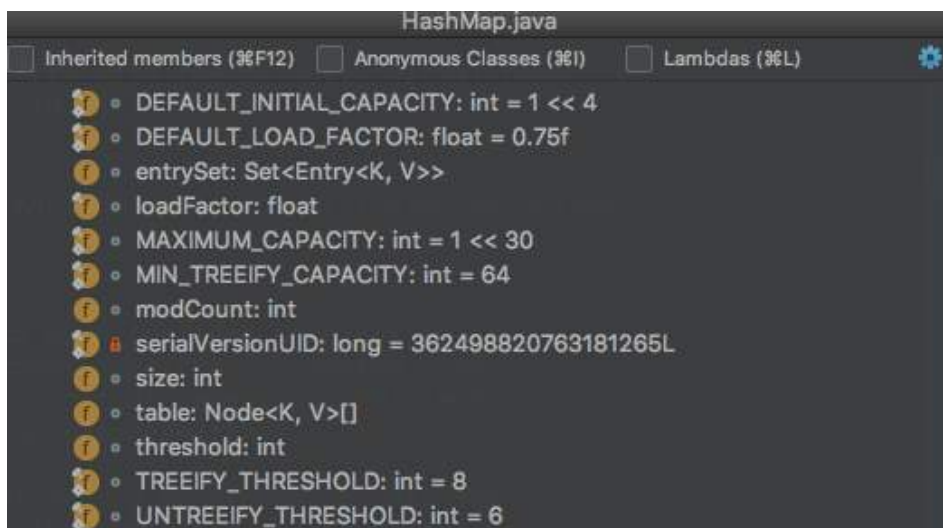 HashMap.java
Inherited members (⌘F12) Anonymous Classes (⌘I) Lambdas (⌘L)
DEFAULT_INITIAL_CAPACITY: int = 1 << 4
DEFAULT_LOAD_FACTOR: float = 0.75f
entrySet: Set<Entry<K, V>>
loadFactor: float
MAXIMUM_CAPACITY: int = 1 << 30
MIN_TREEIFY_CAPACITY: int = 64
modCount: int
serialVersionUID: long = 362498820763181265L
size: int
table: Node<K, V>[]
threshold: int
TREEIFY_THRESHOLD: int = 8
UNTREEIFY_THRESHOLD: int = 6